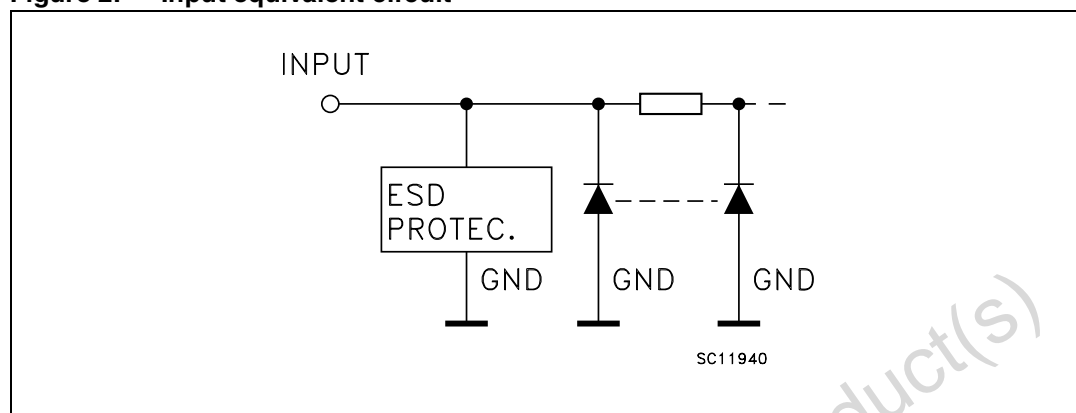 Figure 2. Input equivalent circuit
INPUT
ESD
PROTEC.
GND GND GND
SC11940
duct(s)